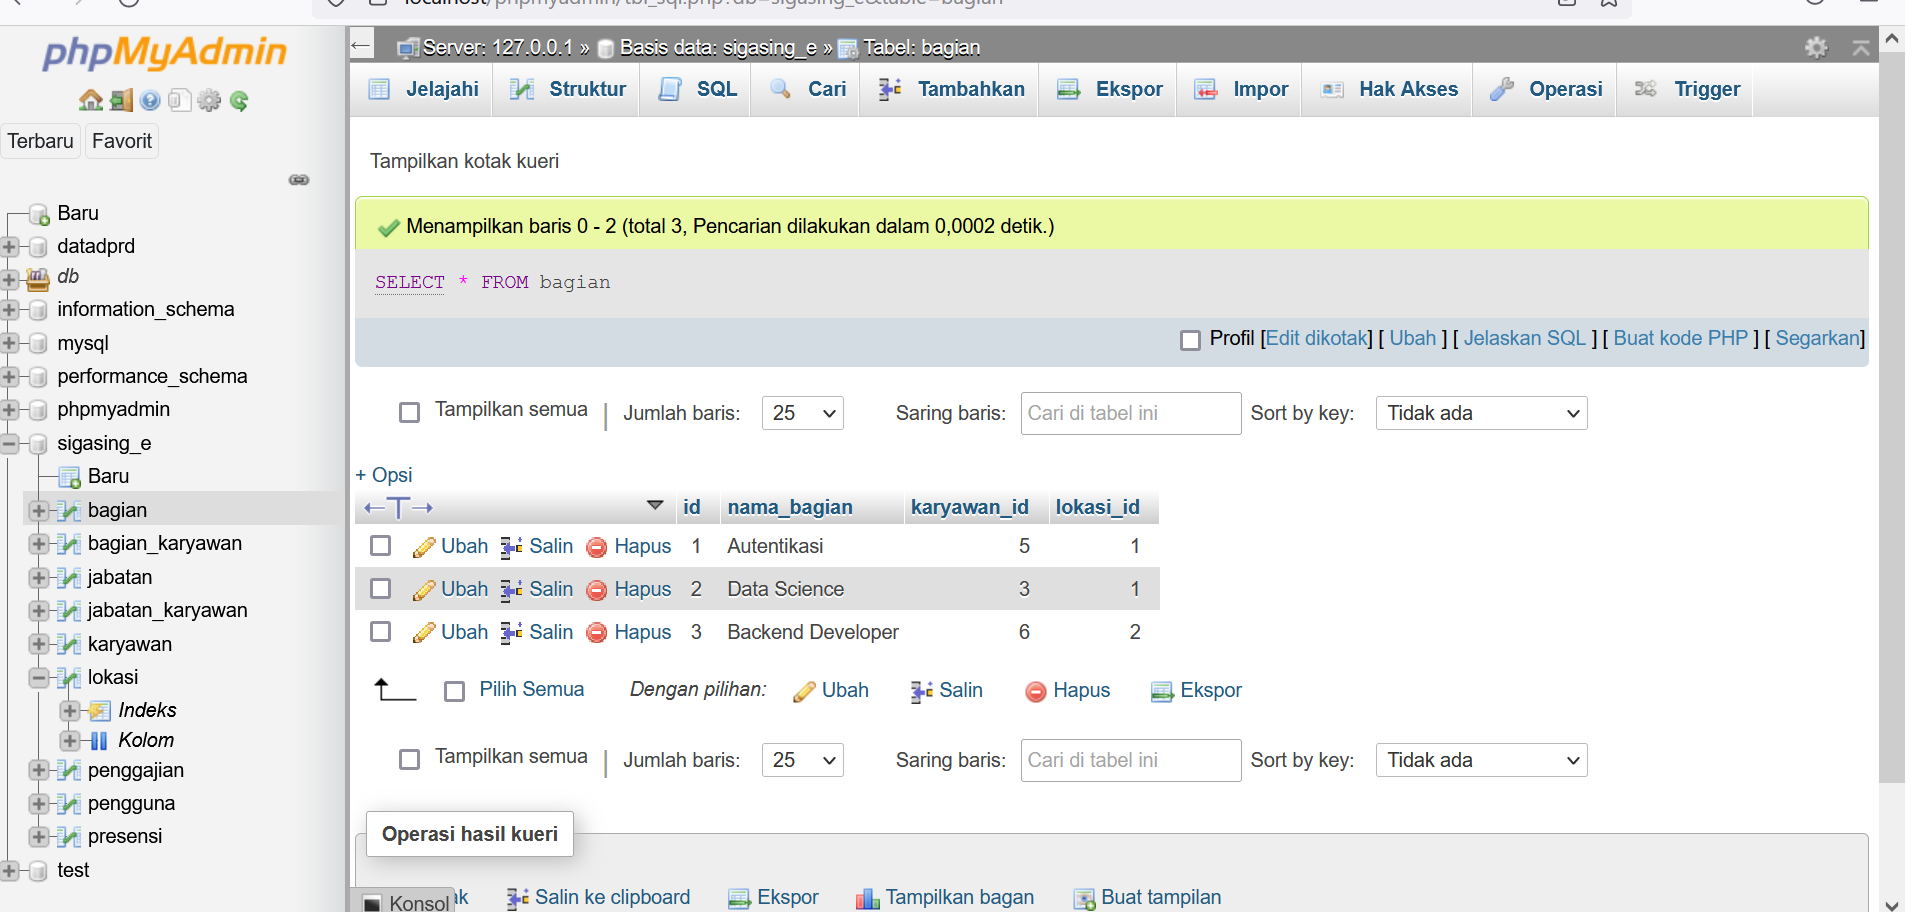 localhost/phpmyadmin/tbl_sql.php?db=sigasing_e&table=bagian
phpMyAdmin
Terbaru Favorit
Baru
datadprd
db
information_schema
mysql
performance_schema
phpmyadmin
sigasing_e
Baru
bagian
bagian_karyawan
jabatan
jabatan_karyawan
karyawan
lokasi
Indeks
Kolom
penggajian
pengguna
presensi
test
Server: 127.0.0.1 » Basis data: sigasing_e » Tabel: bagian
Jelajahi Struktur SQL Cari Tambahkan Ekspor Impor Hak Akses Operasi Trigger
Tampilkan kotak kueri
Menampilkan baris 0 - 2 (total 3, Pencarian dilakukan dalam 0,0002 detik.)
SELECT * FROM bagian
Profil [Edit dikotak] [ Ubah ] [ Jelaskan SQL ] [ Buat kode PHP ] [ Segarkan]
Tampilkan semua | Jumlah baris: 25 Saring baris: Cari di tabel ini Sort by key: Tidak ada
+ Opsi
←T→ id nama_bagian karyawan_id lokasi_id
Ubah Salin Hapus 1 Autentikasi 5 1
Ubah Salin Hapus 2 Data Science 3 1
Ubah Salin Hapus 3 Backend Developer 6 2
Pilih Semua Dengan pilihan: Ubah Salin Hapus Ekspor
Tampilkan semua | Jumlah baris: 25 Saring baris: Cari di tabel ini Sort by key: Tidak ada
Operasi hasil kueri
Konsol k Salin ke clipboard Ekspor Tampilkan bagan Buat tampilan